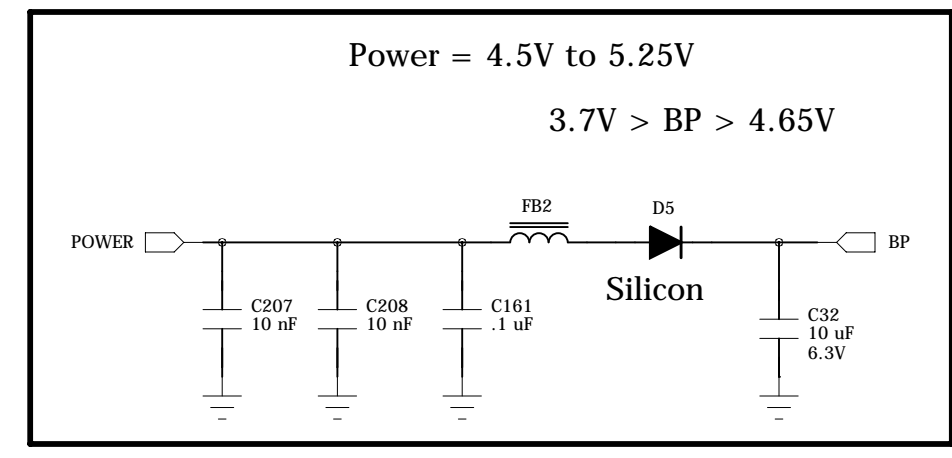 Power = 4.5V to 5.25V
3.7V > BP > 4.65V
FB2
D5
POWER
BP
Silicon
C207
10 nF
C208
10 nF
C161
.1 uF
C32
10 uF
6.3V